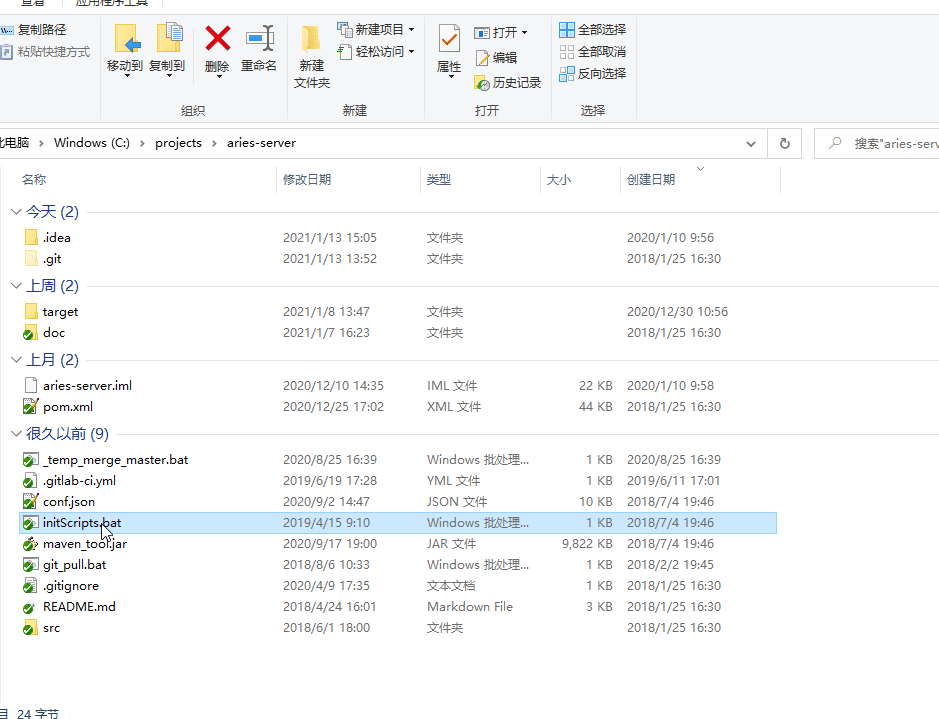 查看 应用程序工具
复制路径
粘贴快捷方式
移动到 复制到 删除 重命名
组织
新建
文件夹
新建项目
轻松访问
新建
属性
打开
编辑
历史记录
打开
全部选择
全部取消
反向选择
选择
此电脑 › Windows (C:) › projects › aries-server
搜索"aries-serv
名称 修改日期 类型 大小 创建日期
今天 (2)
.idea 2021/1/13 15:05 文件夹 2020/1/10 9:56
.git 2021/1/13 13:52 文件夹 2018/1/25 16:30
上周 (2)
target 2021/1/8 13:47 文件夹 2020/12/30 10:56
doc 2021/1/7 16:23 文件夹 2018/1/25 16:30
上月 (2)
aries-server.iml 2020/12/10 14:35 IML 文件 22 KB 2020/1/10 9:58
pom.xml 2020/12/25 17:02 XML 文件 44 KB 2018/1/25 16:30
很久以前 (9)
_temp_merge_master.bat 2020/8/25 16:39 Windows 批处理... 1 KB 2020/8/25 16:39
.gitlab-ci.yml 2019/6/19 17:28 YML 文件 1 KB 2019/6/11 17:01
conf.json 2020/9/2 14:47 JSON 文件 10 KB 2018/7/4 19:46
initScripts.bat 2019/4/15 9:10 Windows 批处理... 1 KB 2018/7/4 19:46
maven_tool.jar 2020/9/17 19:00 JAR 文件 9,822 KB 2018/7/4 19:46
git_pull.bat 2018/8/6 10:33 Windows 批处理... 1 KB 2018/2/2 19:45
.gitignore 2020/4/9 17:35 文本文档 1 KB 2018/1/25 16:30
README.md 2018/4/24 16:01 Markdown File 3 KB 2018/1/25 16:30
src 2018/6/1 18:00 文件夹 2018/1/25 16:30
目 24 字节